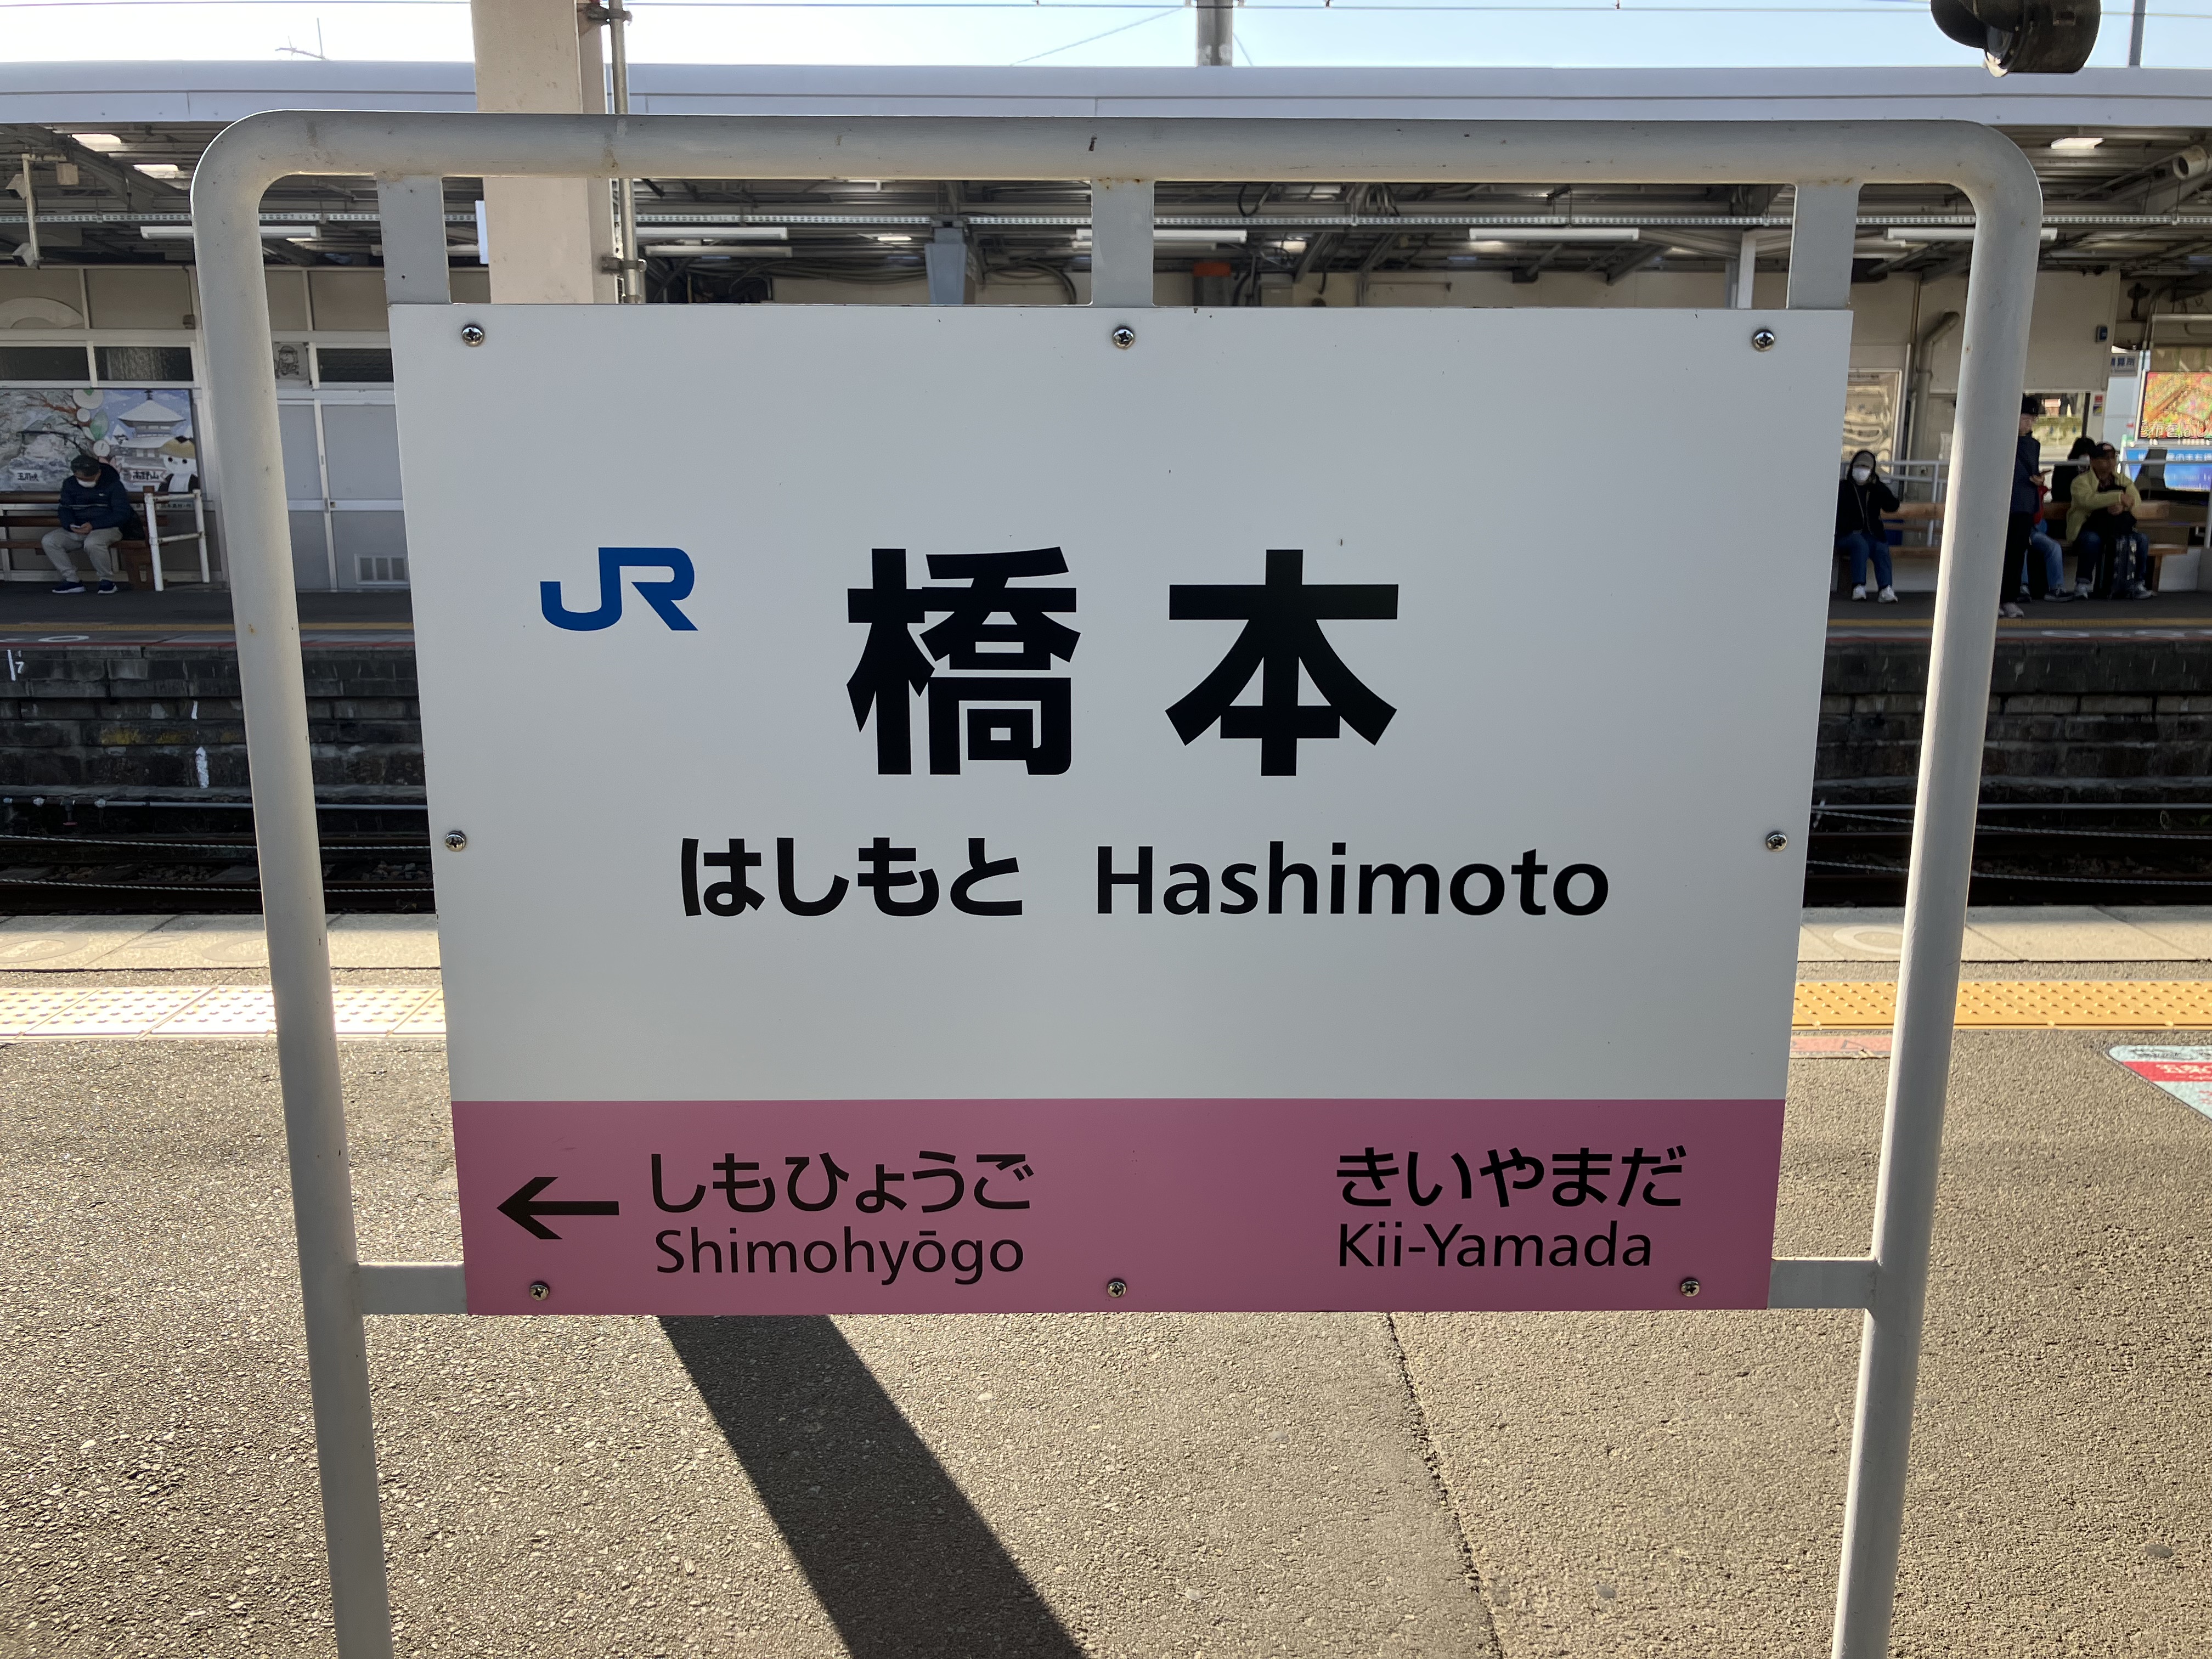 JR
橋本
はしもと Hashimoto
← しもひょうご
Shimohyōgo
きいやまだ
Kii-Yamada